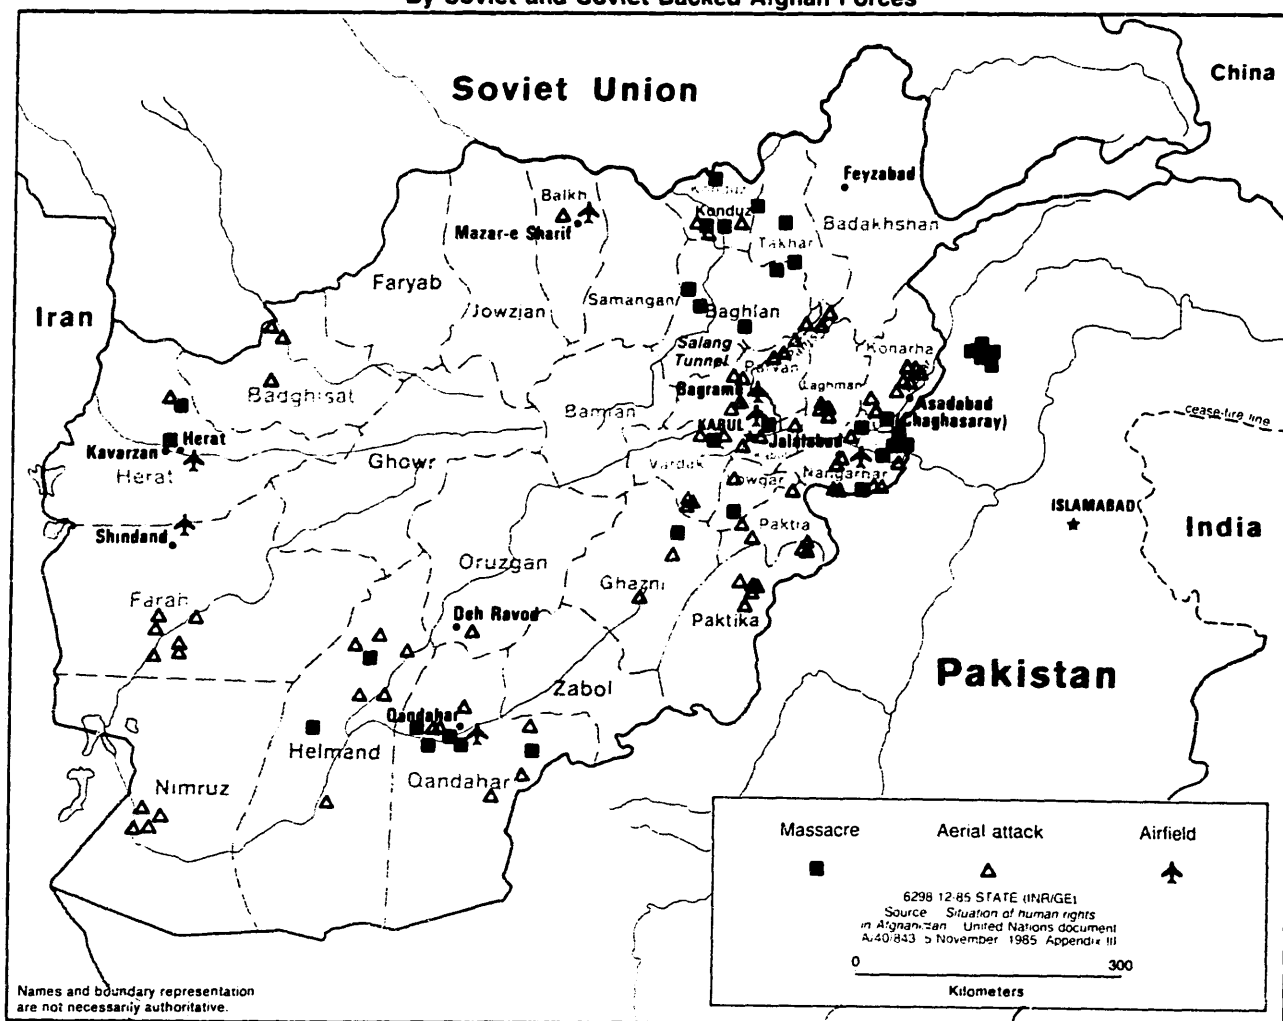 By Soviet and Soviet-Backed Afghan Forces
Soviet Union
China
Feyzabad
Balkh
Konduz
Badakhshan
Mazar-e Sharif
Takhar
Faryab
Iran
Jowzjan
Samangan
Baghlan
Salang
Tunnel
Parvan
Konarha
Badghisat
Laghman
Bagram
Asadabad
(Chaghasaray)
Bamian
cease-fire line
KABUL
Herat
Kavarzan
Jalalabad
Ghowr
Herat
Vardak
Nangarhar
Lowgar
ISLAMABAD
Shindand
Paktia
India
Oruzgan
Ghazni
Farah
Deh Ravod
Paktika
Pakistan
Zabol
Qandahar
Helmand
Qandahar
Nimruz
Massacre
Aerial attack
Airfield
6298 12-85 STATE (INR/GE)
Source Situation of human rights
in Afghanistan United Nations document
A/40/843 5 November 1985 Appendix III
0
300
Kilometers
Names and boundary representation
are not necessarily authoritative.